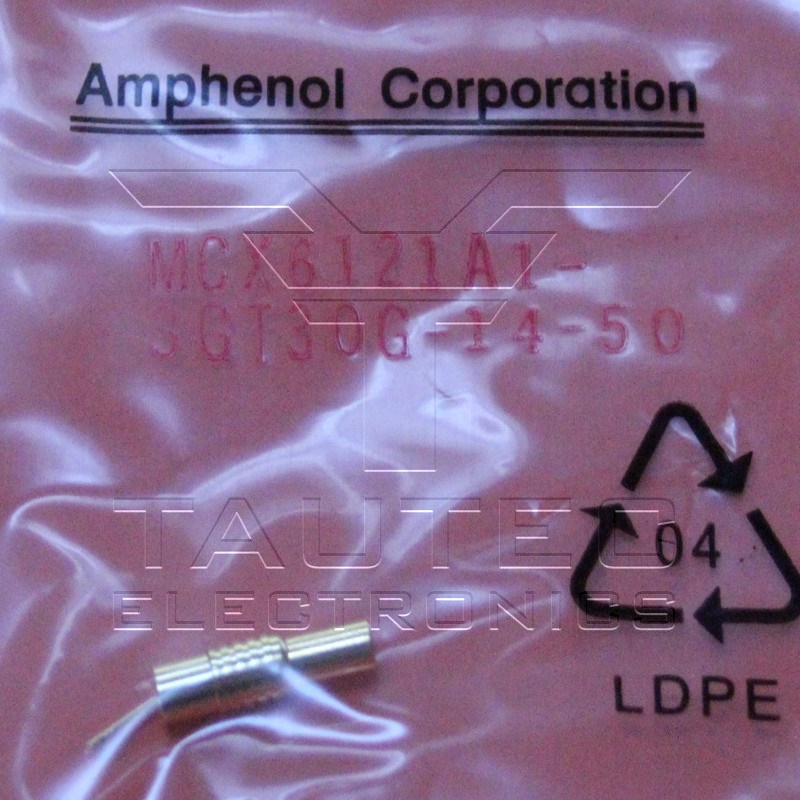 Amphenol Corporation
MCX6121A1-
3GT30G-14-50
04
TAUTEC
ELECTRONICS
LDPE